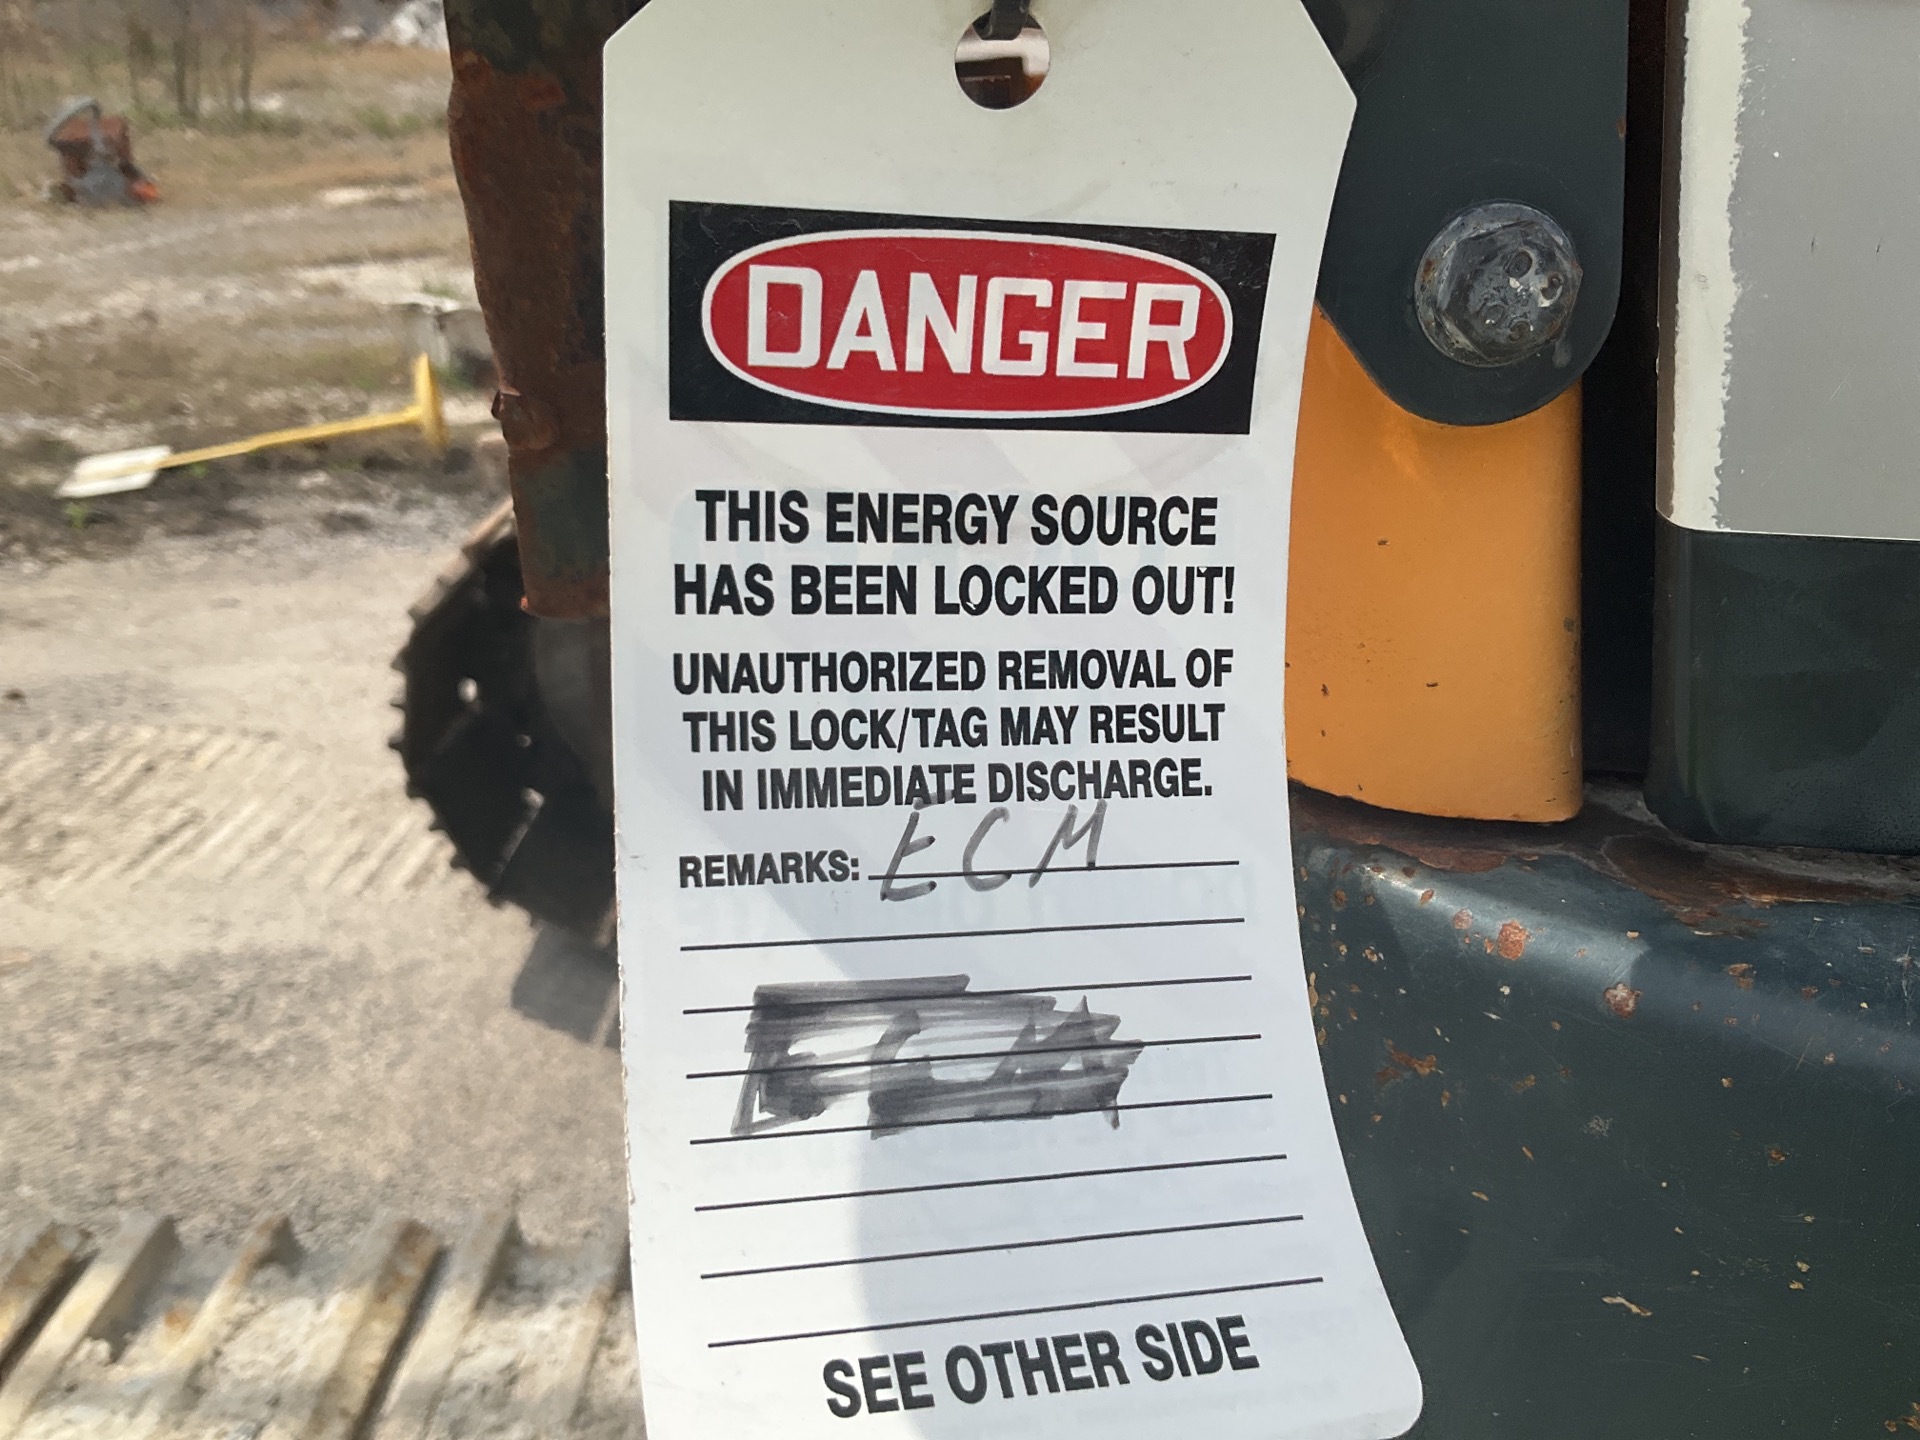 DANGER
THIS ENERGY SOURCE
HAS BEEN LOCKED OUT!
UNAUTHORIZED REMOVAL OF
THIS LOCK/TAG MAY RESULT
IN IMMEDIATE DISCHARGE.
REMARKS: ECM
SEE OTHER SIDE